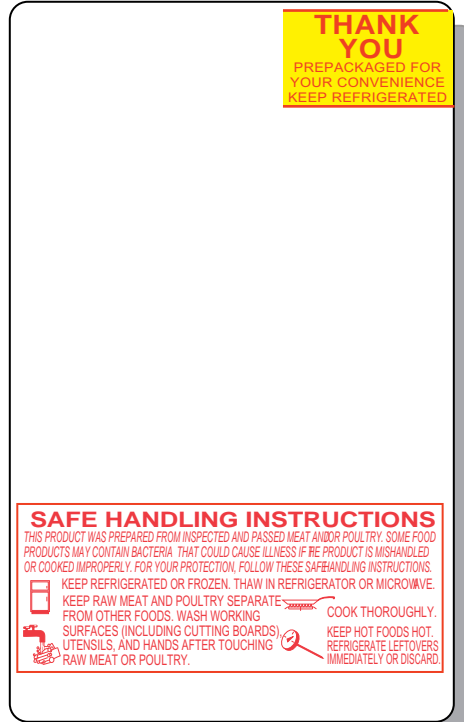 THANK
YOU
PREPACKAGED FOR
YOUR CONVENIENCE
KEEP REFRIGERATED
SAFE HANDLING INSTRUCTIONS
THIS PRODUCT WAS PREPARED FROM INSPECTED AND PASSED MEAT AND/OR POULTRY. SOME FOOD
PRODUCTS MAY CONTAIN BACTERIA THAT COULD CAUSE ILLNESS IF THE PRODUCT IS MISHANDLED
OR COOKED IMPROPERLY. FOR YOUR PROTECTION, FOLLOW THESE SAFE HANDLING INSTRUCTIONS.
KEEP REFRIGERATED OR FROZEN. THAW IN REFRIGERATOR OR MICROWAVE.
KEEP RAW MEAT AND POULTRY SEPARATE
FROM OTHER FOODS. WASH WORKING
SURFACES (INCLUDING CUTTING BOARDS),
UTENSILS, AND HANDS AFTER TOUCHING
RAW MEAT OR POULTRY.
COOK THOROUGHLY.
KEEP HOT FOODS HOT.
REFRIGERATE LEFTOVERS
IMMEDIATELY OR DISCARD.